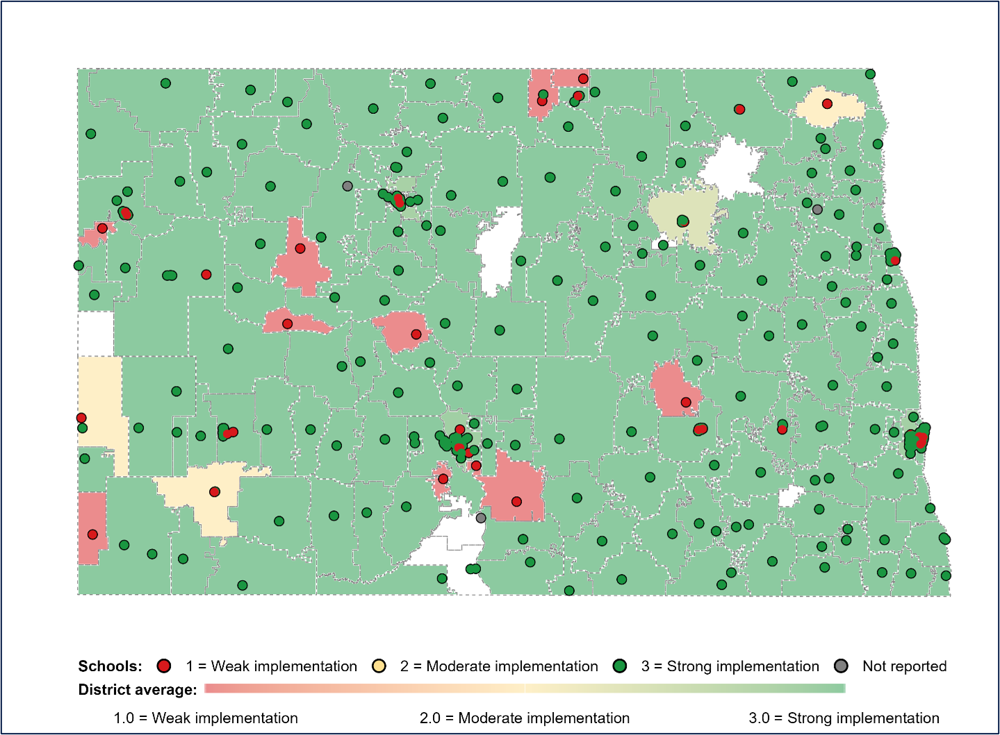 Schools: 1 = Weak implementation 2 = Moderate implementation 3 = Strong implementation Not reported
District average:
1.0 = Weak implementation 2.0 = Moderate implementation 3.0 = Strong implementation